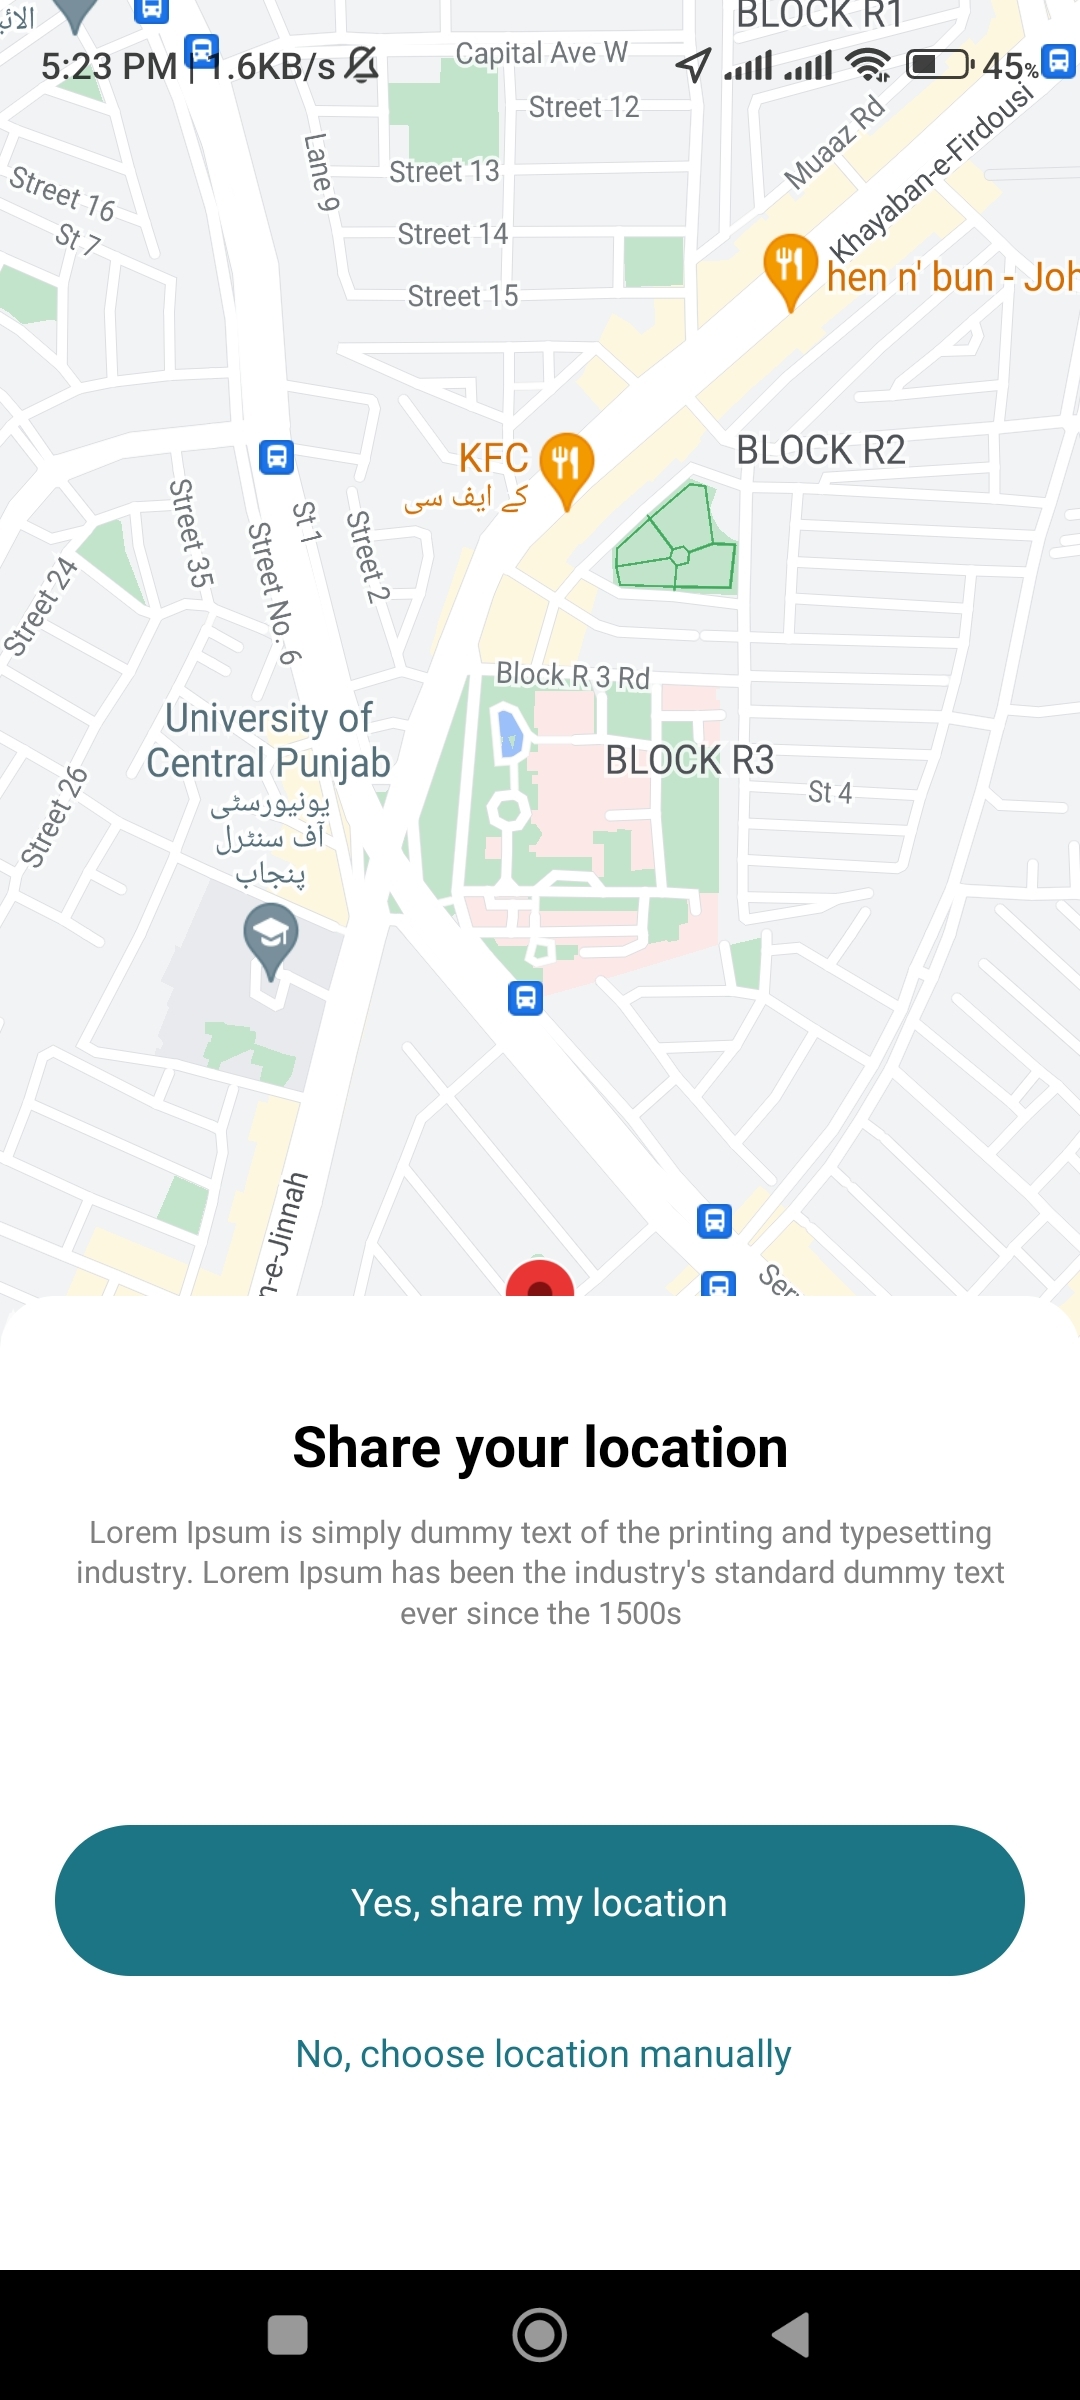 BLOCK R1
5:23 PM | 1.6KB/s
45%
Capital Ave W
Street 12
Muaaz Rd
Khayaban-e-Firdousi
Lane 9
Street 13
Street 16
St 7
Street 14
hen n' bun - Joh
Street 15
KFC
کے ایف سی
BLOCK R2
Street 35
St 1
Street No. 6
Street 2
Street 24
Block R 3 Rd
University of
Central Punjab
یونیورسٹی
آف سنٹرل
پنجاب
BLOCK R3
St 4
Street 26
n-e-Jinnah
Ser
Share your location
Lorem Ipsum is simply dummy text of the printing and typesetting
industry. Lorem Ipsum has been the industry's standard dummy text
ever since the 1500s
Yes, share my location
No, choose location manually